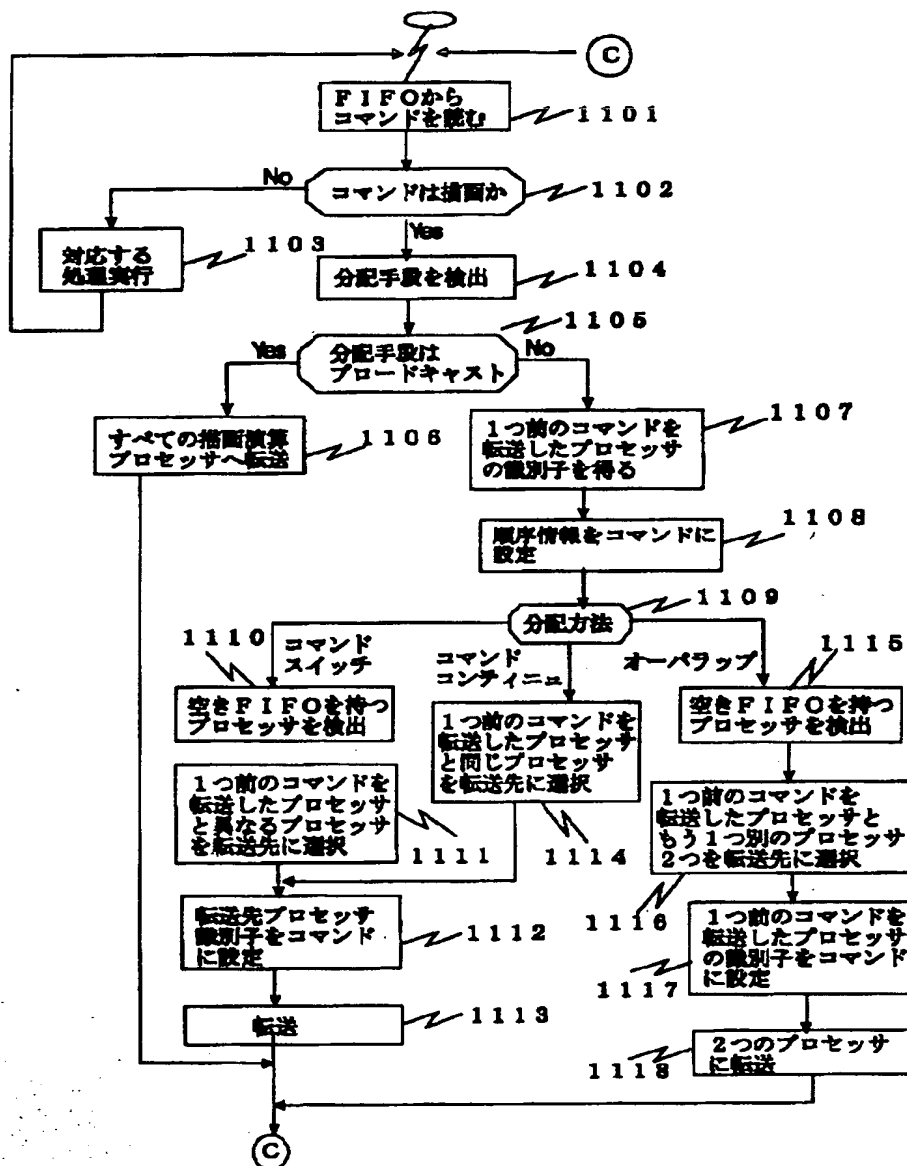 C
FIFOから
コマンドを読む
1101
No
コマンドは描画か
1102
Yes
対応する
処理実行
1103
分配手段を検出
1104
1105
Yes
分配手段は
ブロードキャスト
No
すべての描画演算
プロセッサへ転送
1106
1つ前のコマンドを
転送したプロセッサ
の識別子を得る
1107
順序情報をコマンドに
設定
1108
分配方法
1109
1110
コマンド
スイッチ
コマンド
コンティニュ
オーバラップ
1115
空きFIFOを持つ
プロセッサを検出
1つ前のコマンドを
転送したプロセッサ
と同じプロセッサ
を転送先に選択
空きFIFOを持つ
プロセッサを検出
1つ前のコマンドを
転送したプロセッサ
と異なるプロセッサ
を転送先に選択
1111
1114
1つ前のコマンドを
転送したプロセッサと
もう1つ別のプロセッサ
2つを転送先に選択
1116
転送先プロセッサ
識別子をコマンド
に設定
1112
1つ前のコマンドを
転送したプロセッサ
の識別子をコマンド
に設定
1117
転送
1113
2つのプロセッサ
に転送
1118
C